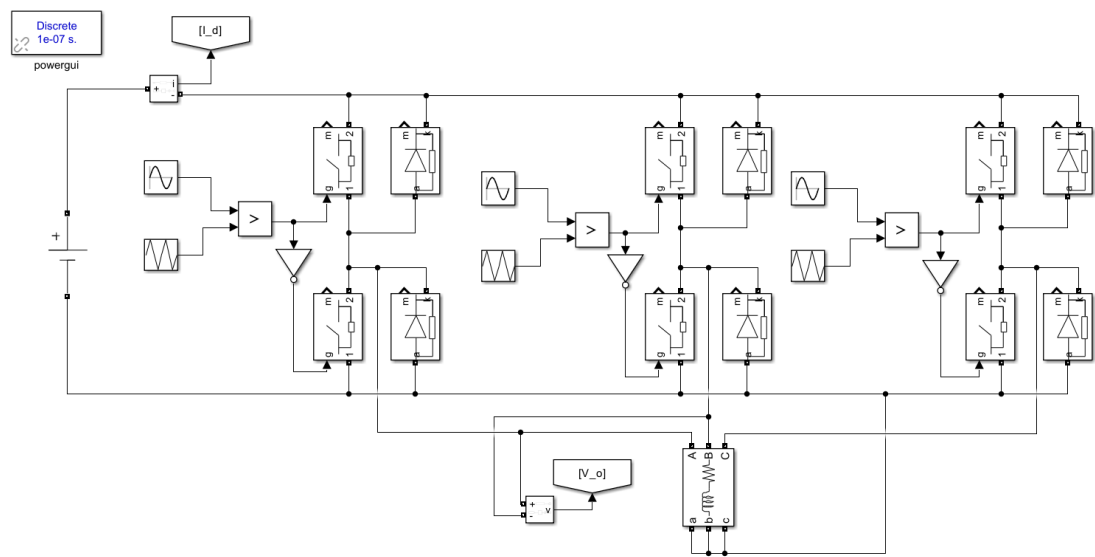 Discrete
1e-07 s.
powergui
[I_d]
+
i
-
m
2
k
g
1
a
m
2
k
g
1
a
m
2
k
g
1
a
>
>
>
+
m
2
k
g
1
a
m
2
k
g
1
a
m
2
k
g
1
a
A
B
C
[V_o]
+
-
v
a
b
c